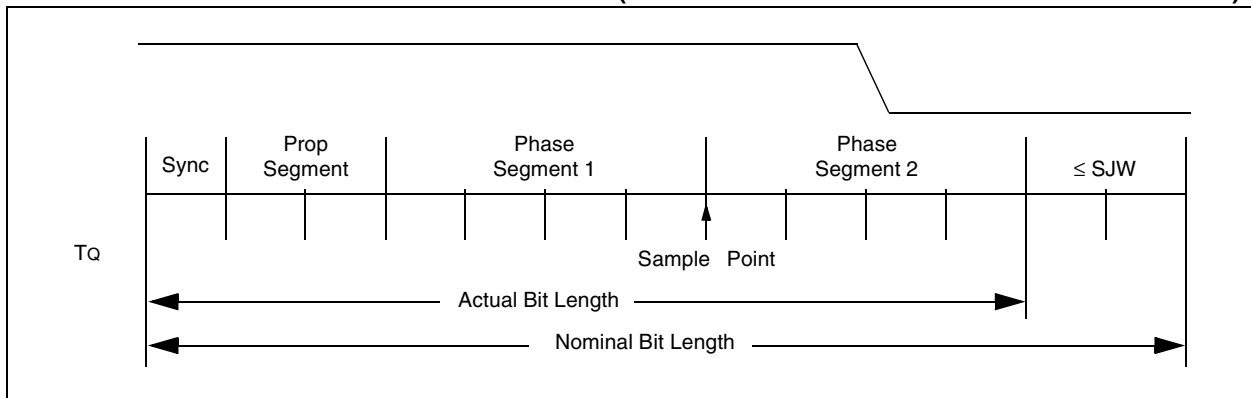 Sync
Prop
Segment
Phase
Segment 1
Phase
Segment 2
≤ SJW
TQ
Sample Point
Actual Bit Length
Nominal Bit Length